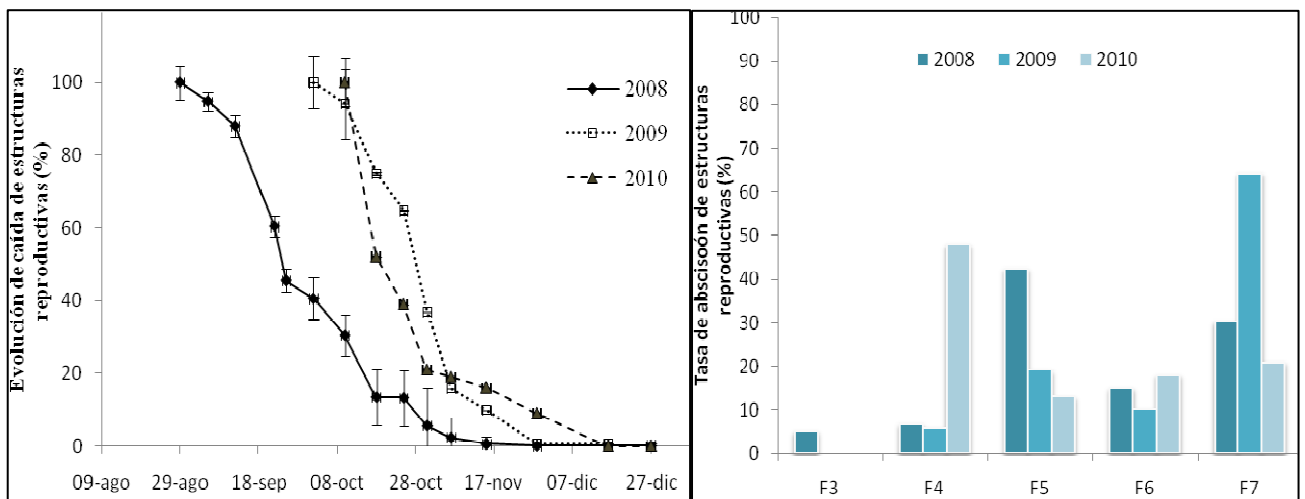 Evolución de caída de estructuras
reproductivas (%)
100
80
60
40
20
0
09-ago 29-ago 18-sep 08-oct 28-oct 17-nov 07-dic 27-dic
2008
2009
2010
Tasa de abscisoón de estructuras
reproductivas (%)
100
90
80
70
60
50
40
30
20
10
0
2008 2009 2010
F3 F4 F5 F6 F7